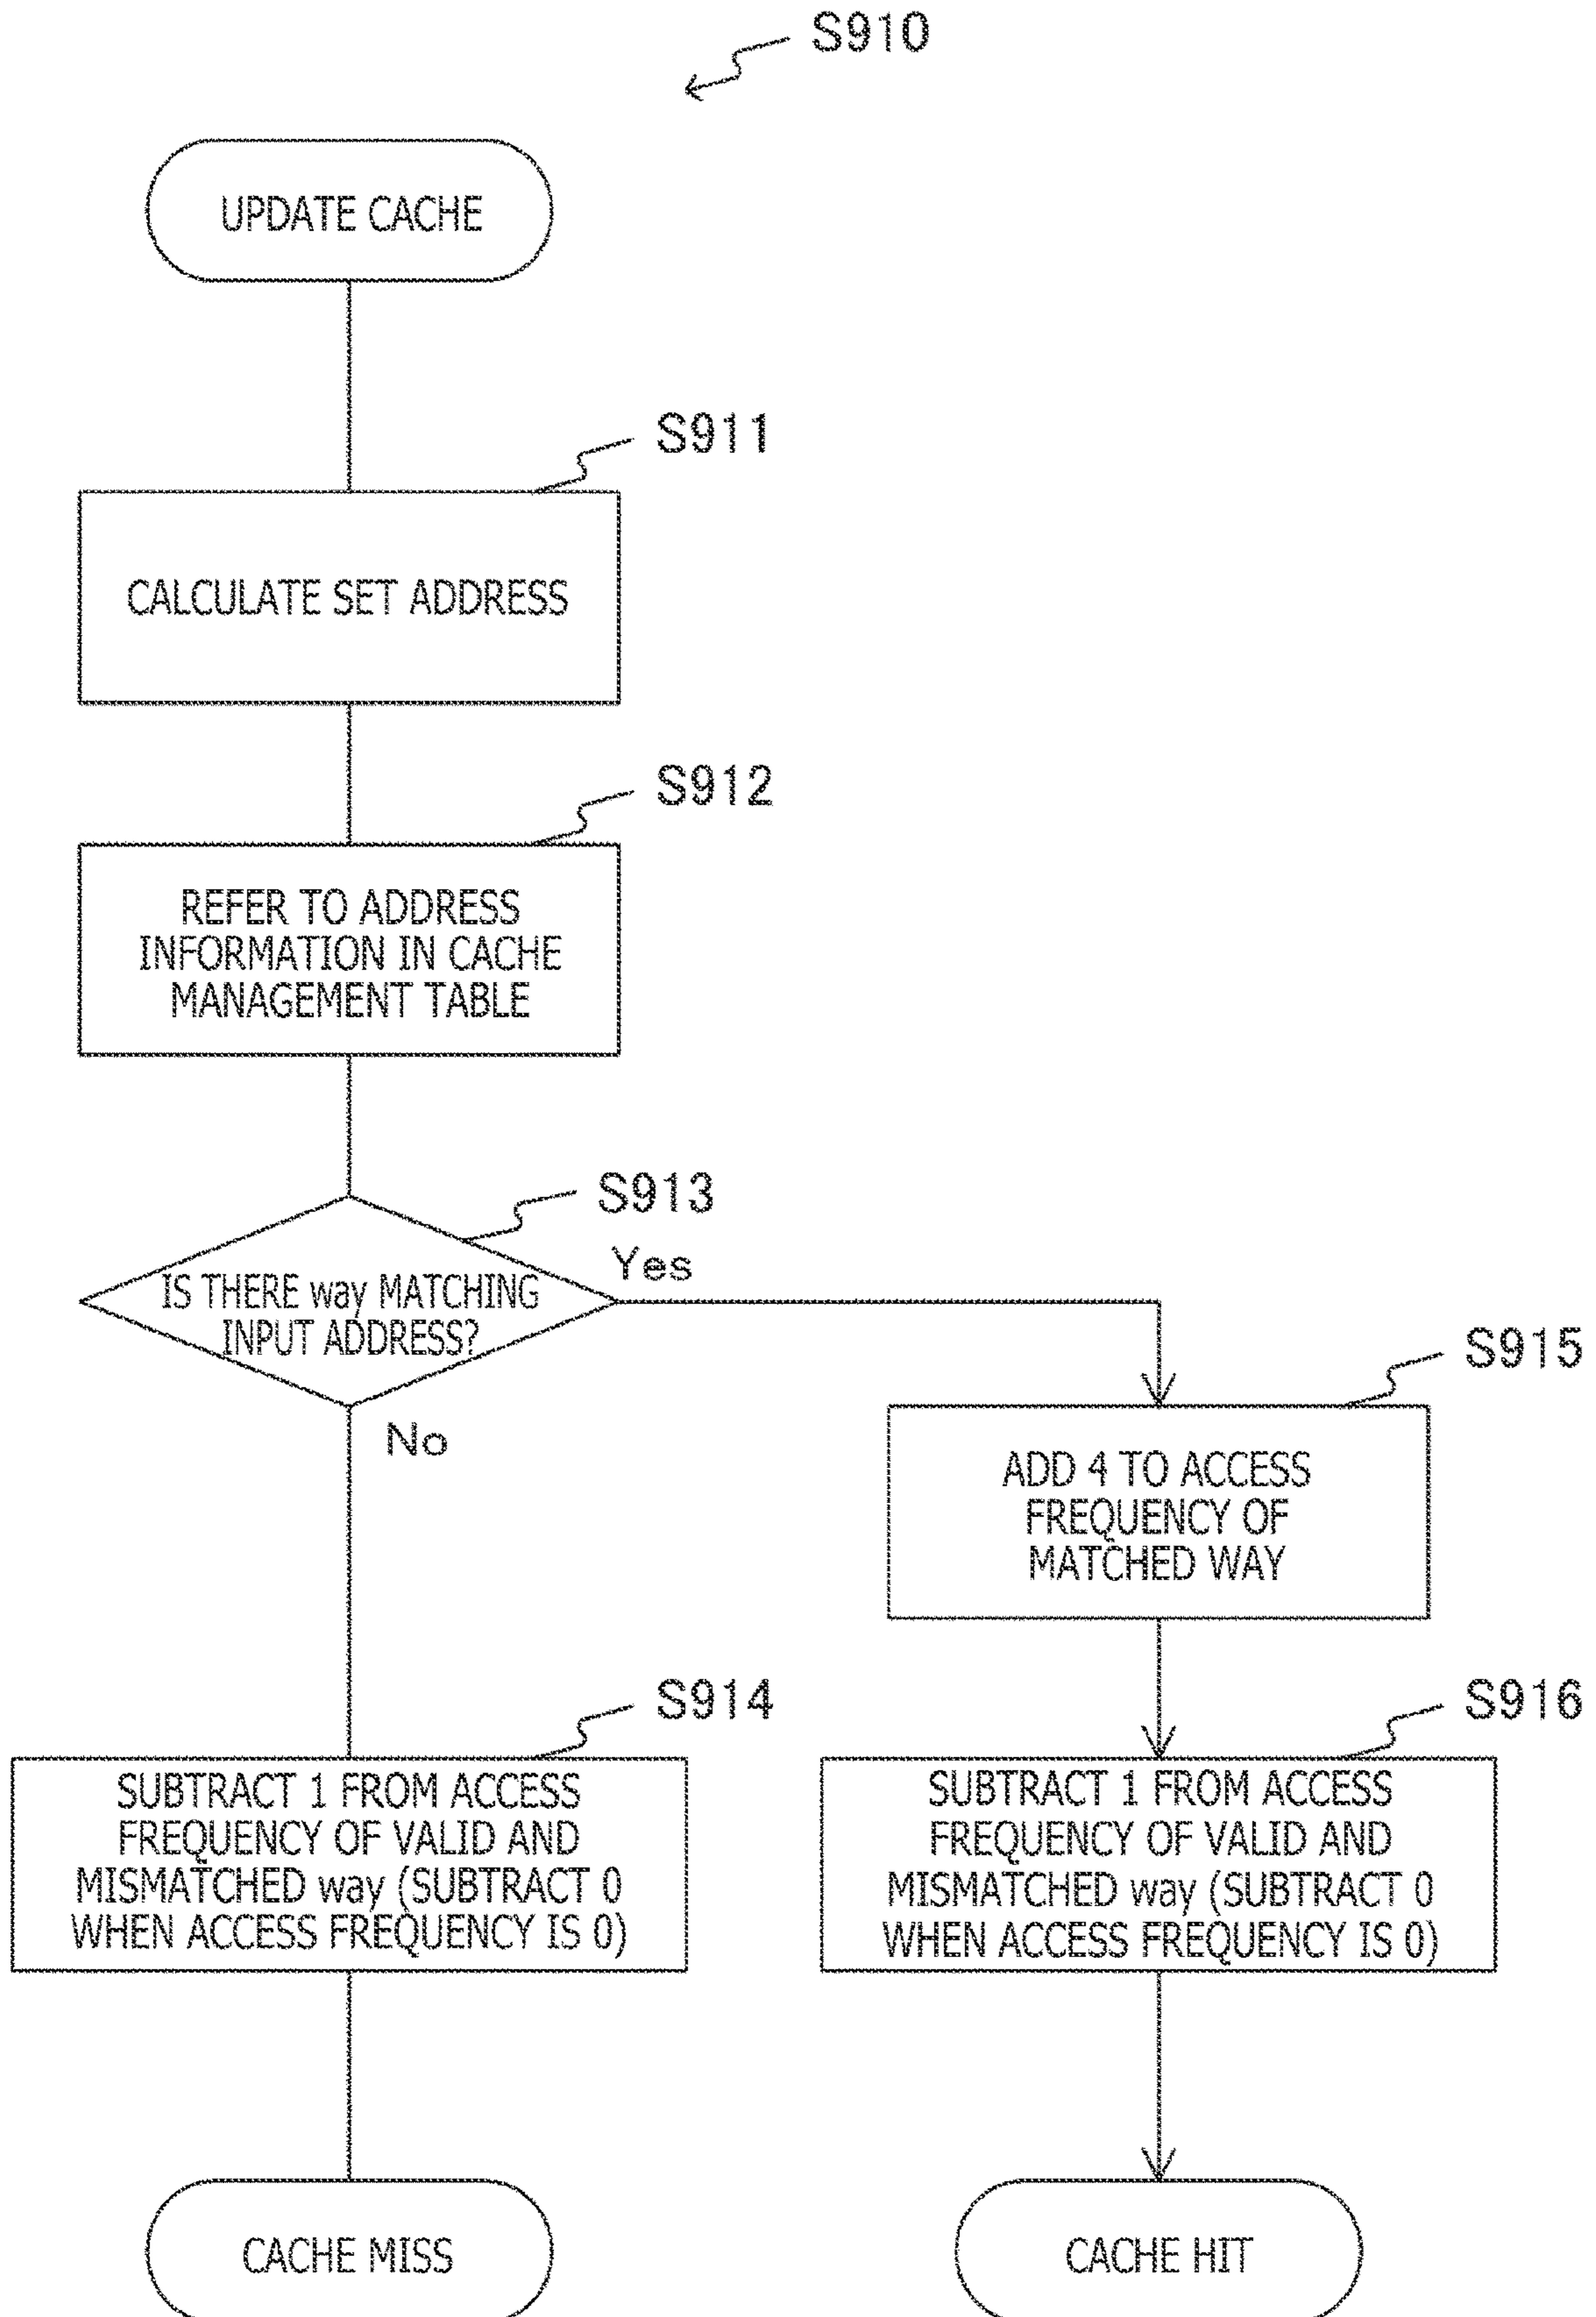 S910
UPDATE CACHE
S911
CALCULATE SET ADDRESS
S912
REFER TO ADDRESS
INFORMATION IN CACHE
MANAGEMENT TABLE
S913
IS THERE way MATCHING
INPUT ADDRESS?
Yes
No
S915
ADD 4 TO ACCESS
FREQUENCY OF
MATCHED WAY
S914
SUBTRACT 1 FROM ACCESS
FREQUENCY OF VALID AND
MISMATCHED way (SUBTRACT 0
WHEN ACCESS FREQUENCY IS 0)
S916
SUBTRACT 1 FROM ACCESS
FREQUENCY OF VALID AND
MISMATCHED way (SUBTRACT 0
WHEN ACCESS FREQUENCY IS 0)
CACHE MISS
CACHE HIT